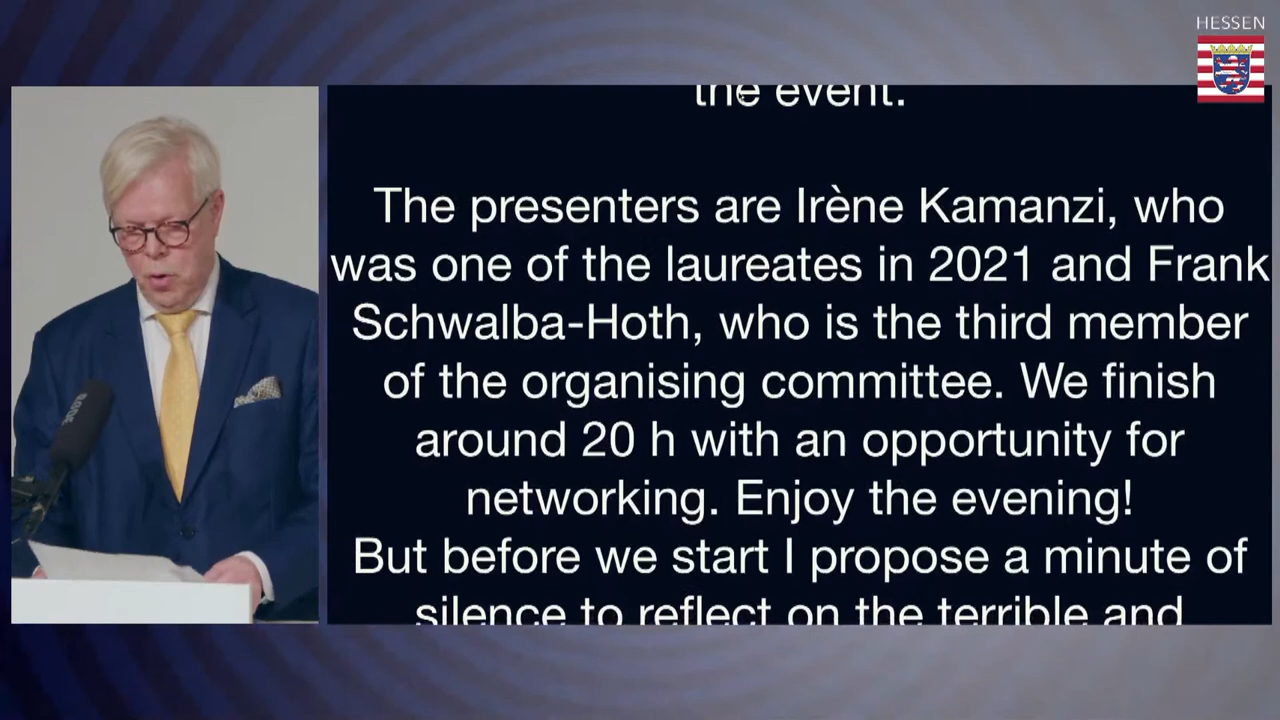 HESSEN
the event.
The presenters are Irène Kamanzi, who
was one of the laureates in 2021 and Frank
Schwalba-Hoth, who is the third member
of the organising committee. We finish
around 20 h with an opportunity for
networking. Enjoy the evening!
But before we start I propose a minute of
silence to reflect on the terrible and
RODE